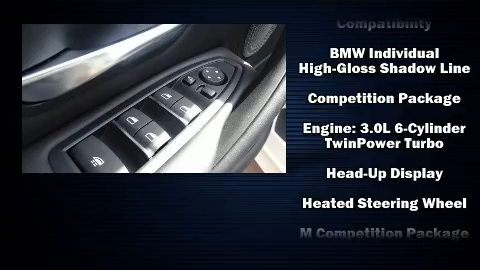 Compatibility
BMW Individual
High-Gloss Shadow Line
Competition Package
Engine: 3.0L 6-Cylinder
TwinPower Turbo
Head-Up Display
Heated Steering Wheel
M Competition Package